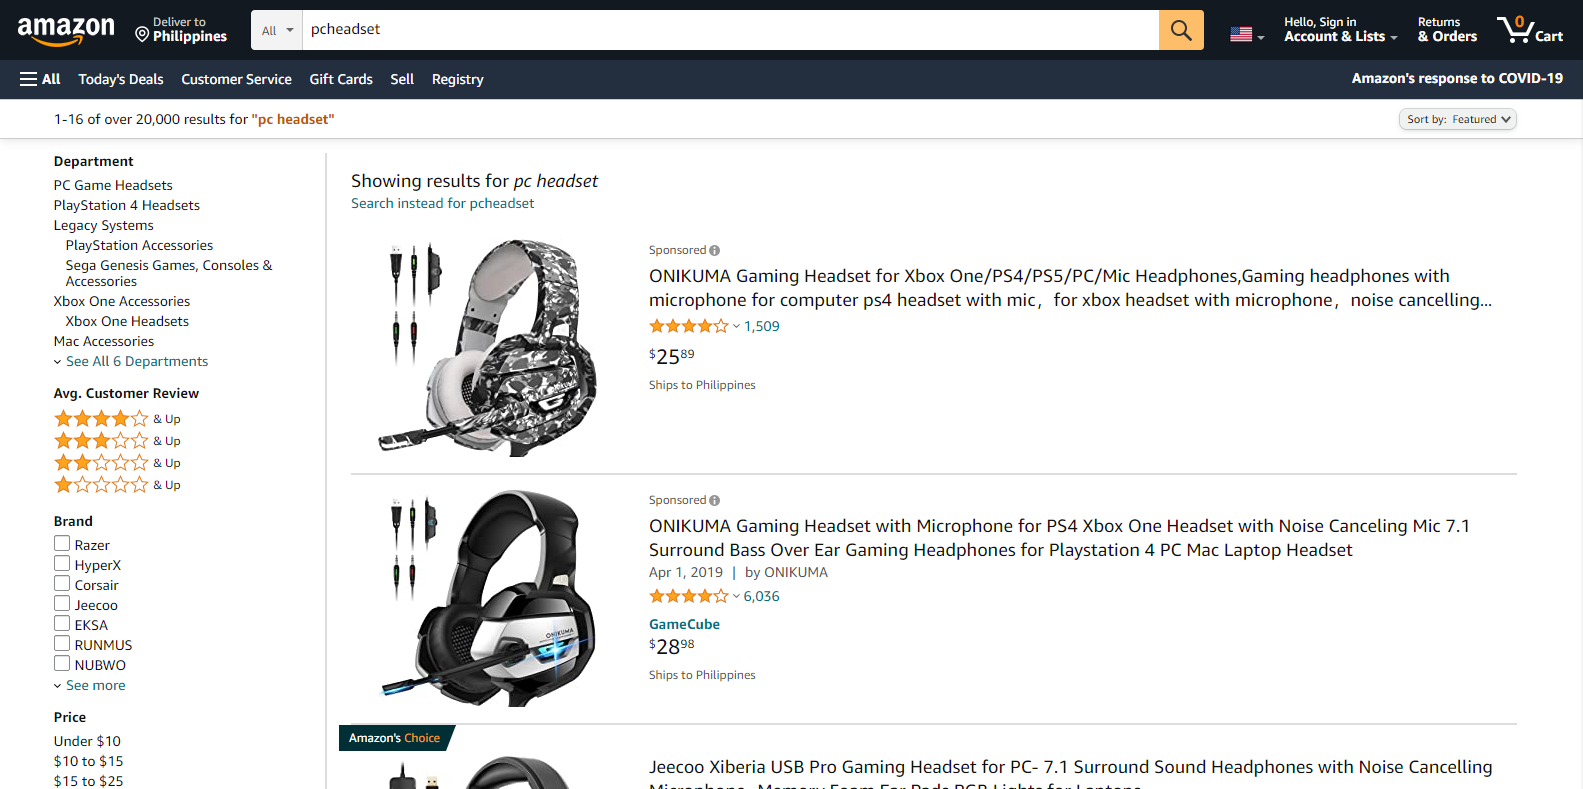 amazon
Deliver to
Philippines
All
pcheadset
Hello, Sign in
Account & Lists
Returns
& Orders
0
Cart
All
Today's Deals
Customer Service
Gift Cards
Sell
Registry
Amazon's response to COVID-19
1-16 of over 20,000 results for "pc headset"
Sort by: Featured
Department
PC Game Headsets
PlayStation 4 Headsets
Legacy Systems
PlayStation Accessories
Sega Genesis Games, Consoles &
Accessories
Xbox One Accessories
Xbox One Headsets
Mac Accessories
See All 6 Departments
Avg. Customer Review
& Up
& Up
& Up
& Up
Brand
Razer
HyperX
Corsair
Jeecoo
EKSA
RUNMUS
NUBWO
See more
Price
Under $10
$10 to $15
$15 to $25
Showing results for pc headset
Search instead for pcheadset
Sponsored
ONIKUMA Gaming Headset for Xbox One/PS4/PS5/PC/Mic Headphones,Gaming headphones with
microphone for computer ps4 headset with mic，for xbox headset with microphone，noise cancelling...
1,509
$25 89
Ships to Philippines
ONIKUMA
Sponsored
ONIKUMA Gaming Headset with Microphone for PS4 Xbox One Headset with Noise Canceling Mic 7.1
Surround Bass Over Ear Gaming Headphones for Playstation 4 PC Mac Laptop Headset
Apr 1, 2019 | by ONIKUMA
6,036
GameCube
$28 98
Ships to Philippines
ONIKUMA
Amazon's Choice
Jeecoo Xiberia USB Pro Gaming Headset for PC- 7.1 Surround Sound Headphones with Noise Cancelling